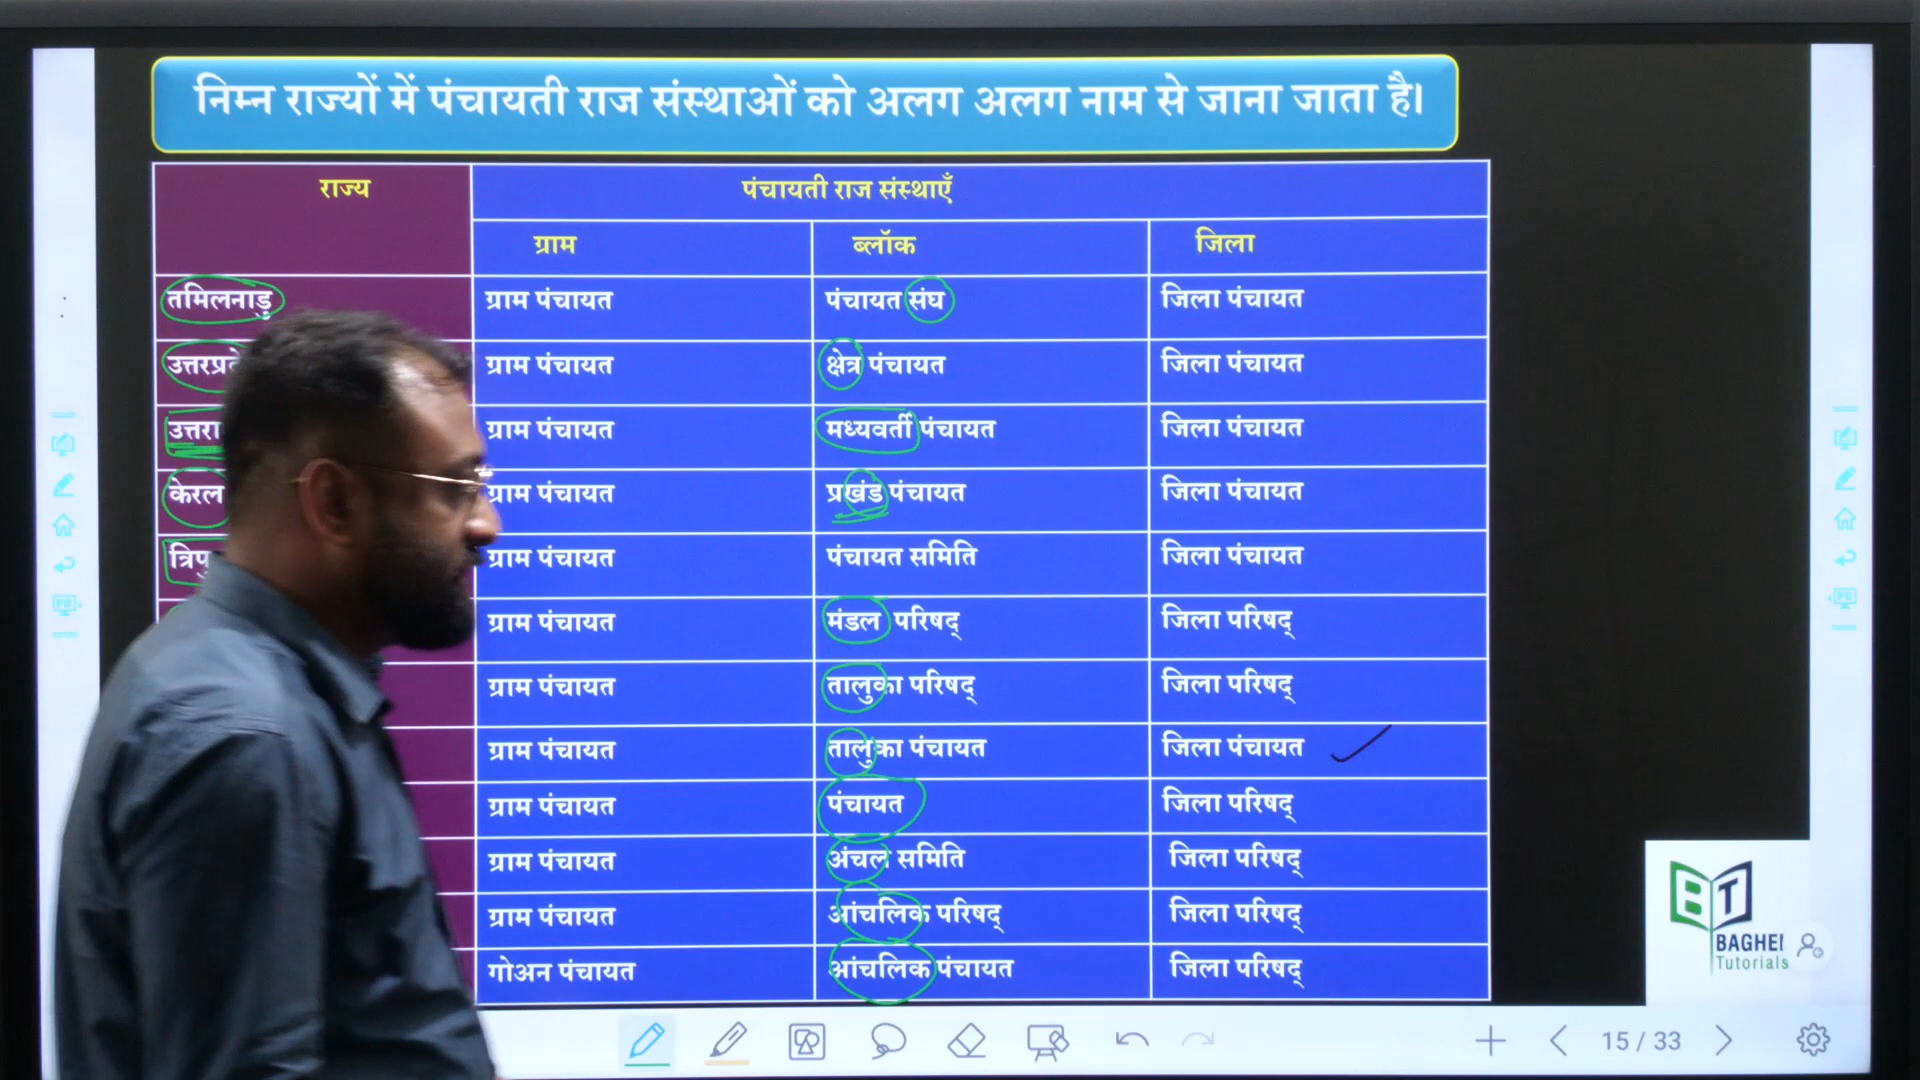 निम्न राज्यों में पंचायती राज संस्थाओं को अलग अलग नाम से जाना जाता है।
राज्य पंचायती राज संस्थाएँ
ग्राम ब्लॉक जिला
तमिलनाडु ग्राम पंचायत पंचायत संघ जिला पंचायत
ग्राम पंचायत क्षेत्र पंचायत जिला पंचायत
ग्राम पंचायत मध्यवर्ती पंचायत जिला पंचायत
केरल ग्राम पंचायत प्रखंड पंचायत जिला पंचायत
ग्राम पंचायत पंचायत समिति जिला पंचायत
ग्राम पंचायत मंडल परिषद् जिला परिषद्
ग्राम पंचायत तालुका परिषद् जिला परिषद्
ग्राम पंचायत तालुका पंचायत जिला पंचायत
ग्राम पंचायत पंचायत जिला परिषद्
ग्राम पंचायत अंचल समिति जिला परिषद्
ग्राम पंचायत आंचलिक परिषद् जिला परिषद्
गोअन पंचायत आंचलिक पंचायत जिला परिषद्
BT
BAGHEL
Tutorials
15 / 33